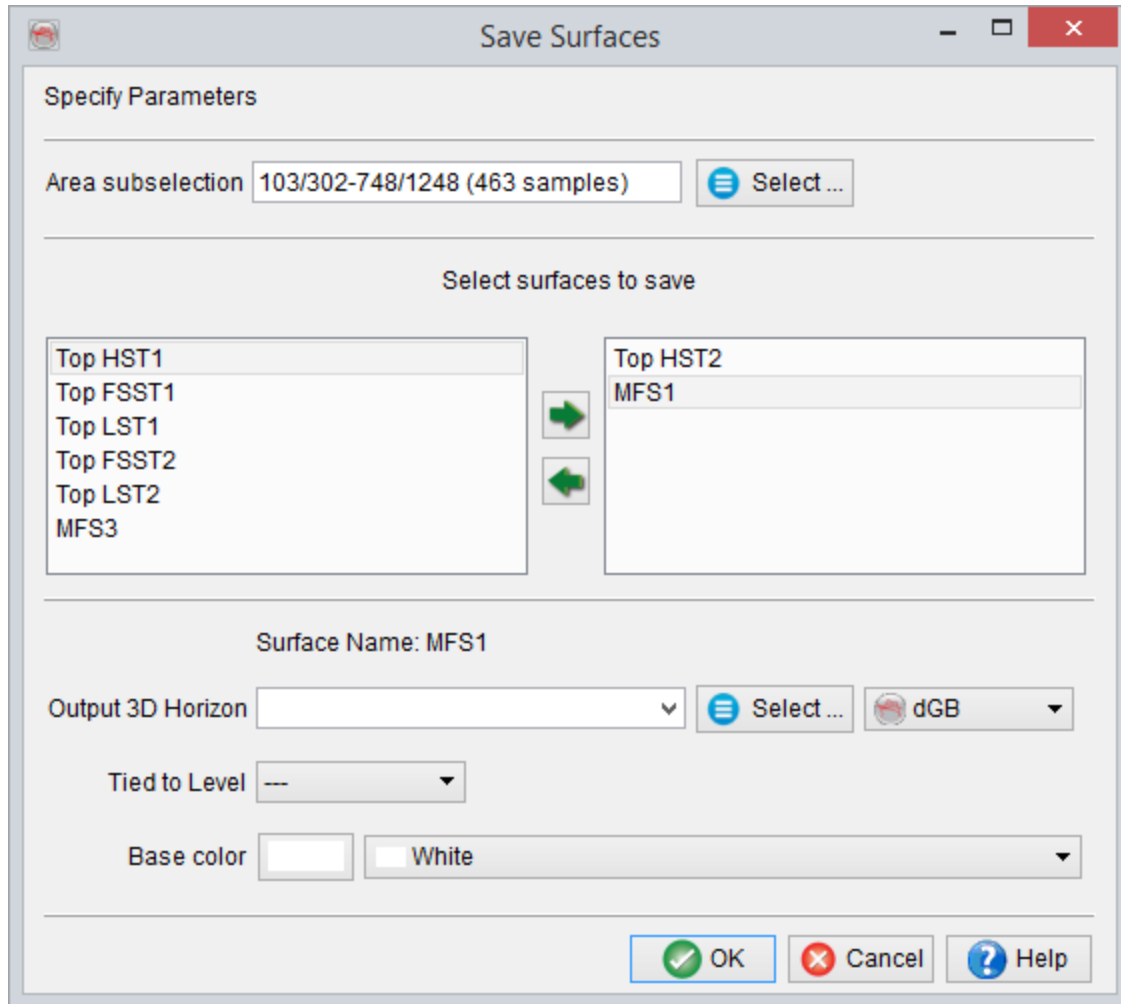 Save Surfaces
Specify Parameters
Area subselection 103/302-748/1248 (463 samples) Select ...
Select surfaces to save
Top HST1
Top FSST1
Top LST1
Top FSST2
Top LST2
MFS3
Top HST2
MFS1
Surface Name: MFS1
Output 3D Horizon Select ... dGB
Tied to Level ---
Base color White
OK Cancel Help